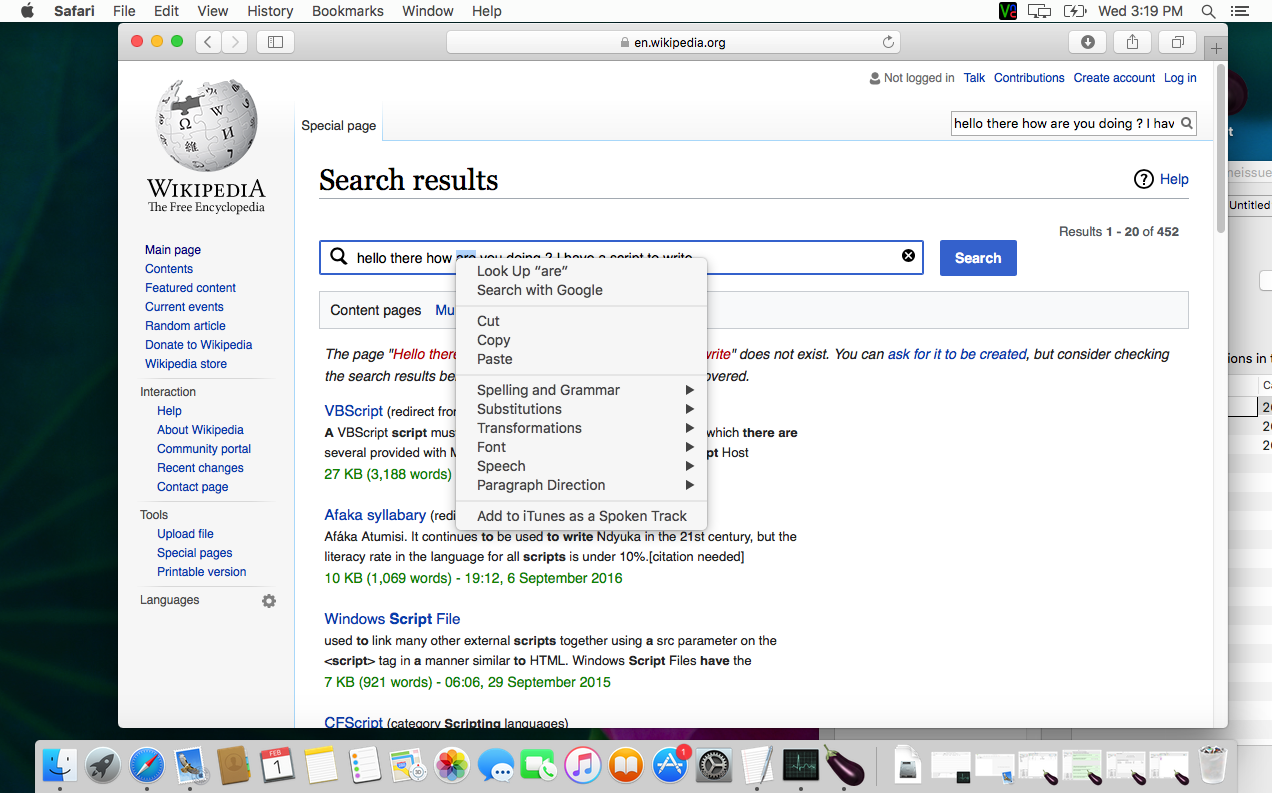 Safari File Edit View History Bookmarks Window Help Wed 3:19 PM
en.wikipedia.org
Not logged in Talk Contributions Create account Log in
Special page
hello there how are you doing ? I hav
WIKIPEDIA
The Free Encyclopedia
Search results
Help
Results 1 - 20 of 452
hello there how are you doing ? I have a script to write
Search
Content pages Mu
Look Up “are”
Search with Google
Cut
Copy
Paste
Spelling and Grammar
Substitutions
Transformations
Font
Speech
Paragraph Direction
Add to iTunes as a Spoken Track
The page "Hello there write" does not exist. You can ask for it to be created, but consider checking
the search results be overed.
VBScript (redirect from
A VBScript script mus which there are
several provided with M pt Host
27 KB (3,188 words)
Afaka syllabary (redi
Afáka Atumisi. It continues to be used to write Ndyuka in the 21st century, but the
literacy rate in the language for all scripts is under 10%.[citation needed]
10 KB (1,069 words) - 19:12, 6 September 2016
Windows Script File
used to link many other external scripts together using a src parameter on the
<script> tag in a manner similar to HTML. Windows Script Files have the
7 KB (921 words) - 06:06, 29 September 2015
CFScript (category Scripting languages)
Main page
Contents
Featured content
Current events
Random article
Donate to Wikipedia
Wikipedia store
Interaction
Help
About Wikipedia
Community portal
Recent changes
Contact page
Tools
Upload file
Special pages
Printable version
Languages
t
neissue
Untitled
ions in t
FEB
1
1